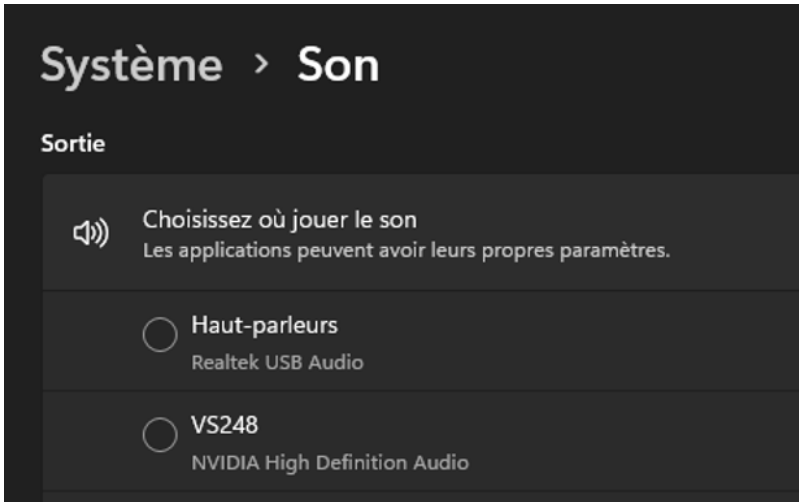 Système > Son
Sortie
Choisissez où jouer le son
Les applications peuvent avoir leurs propres paramètres.
Haut-parleurs
Realtek USB Audio
VS248
NVIDIA High Definition Audio